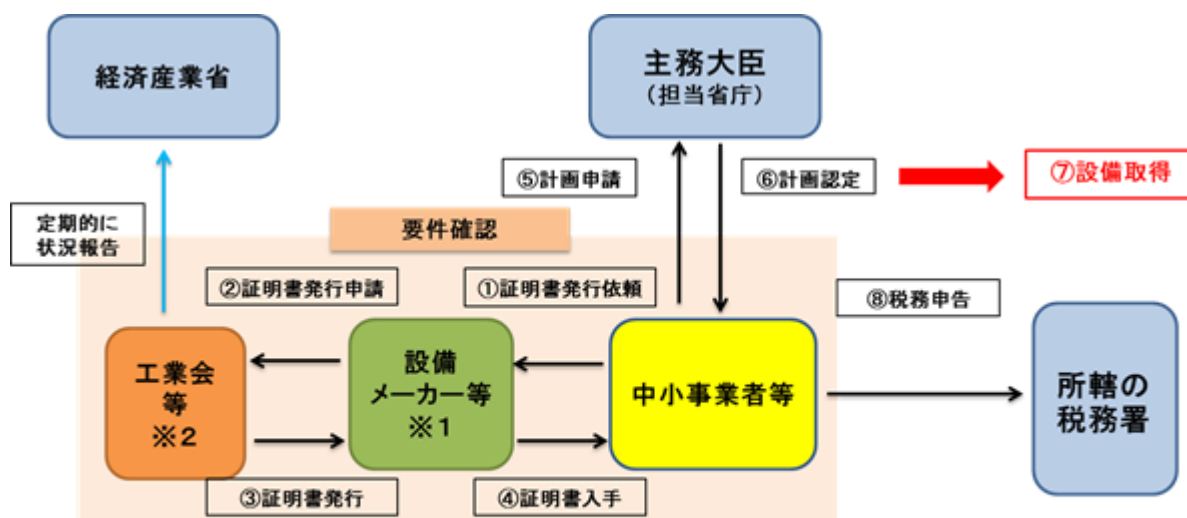 経済産業省
主務大臣
（担当省庁）
⑤計画申請
⑥計画認定
⑦設備取得
定期的に
状況報告
要件確認
②証明書発行申請
①証明書発行依頼
⑧税務申告
工業会
等
※2
設備
メーカー等
※1
中小事業者等
所轄の
税務署
③証明書発行
④証明書入手